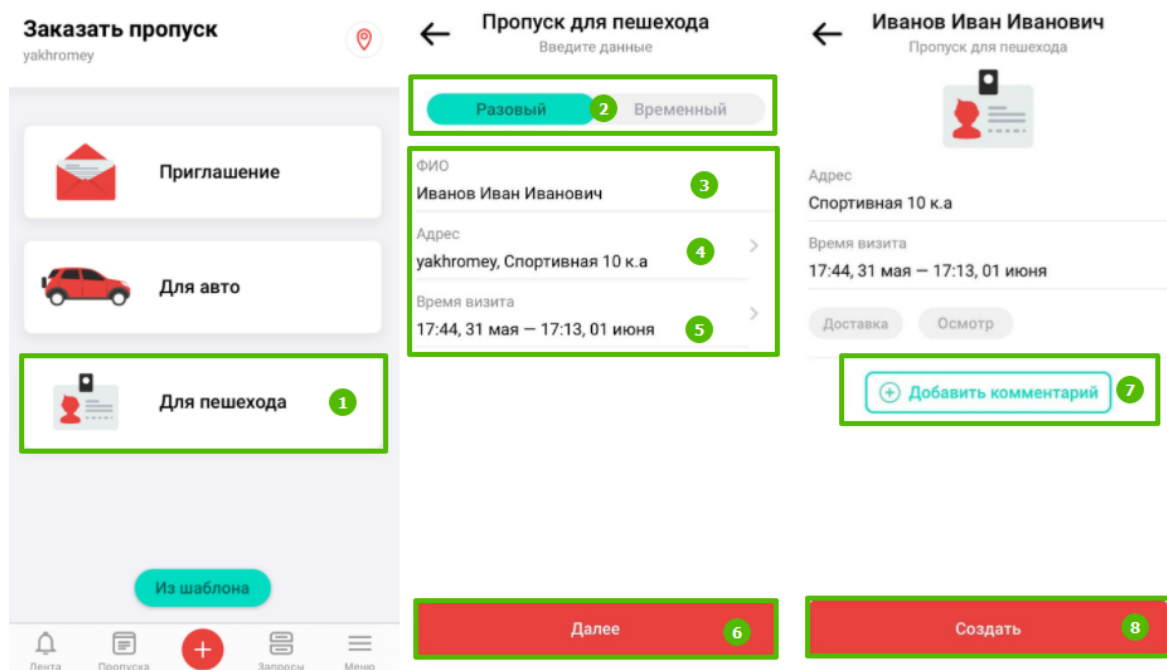 Заказать пропуск
yakhromey
Приглашение
Для авто
Для пешехода
1
Из шаблона
Лента
Пропуска
Запросы
Меню
Пропуск для пешехода
Введите данные
Разовый
2
Временный
ФИО
Иванов Иван Иванович
3
Адрес
yakhromey, Спортивная 10 к.а
4
Время визита
17:44, 31 мая — 17:13, 01 июня
5
Далее
6
Иванов Иван Иванович
Пропуск для пешехода
Адрес
Спортивная 10 к.а
Время визита
17:44, 31 мая — 17:13, 01 июня
Доставка
Осмотр
Добавить комментарий
7
Создать
8